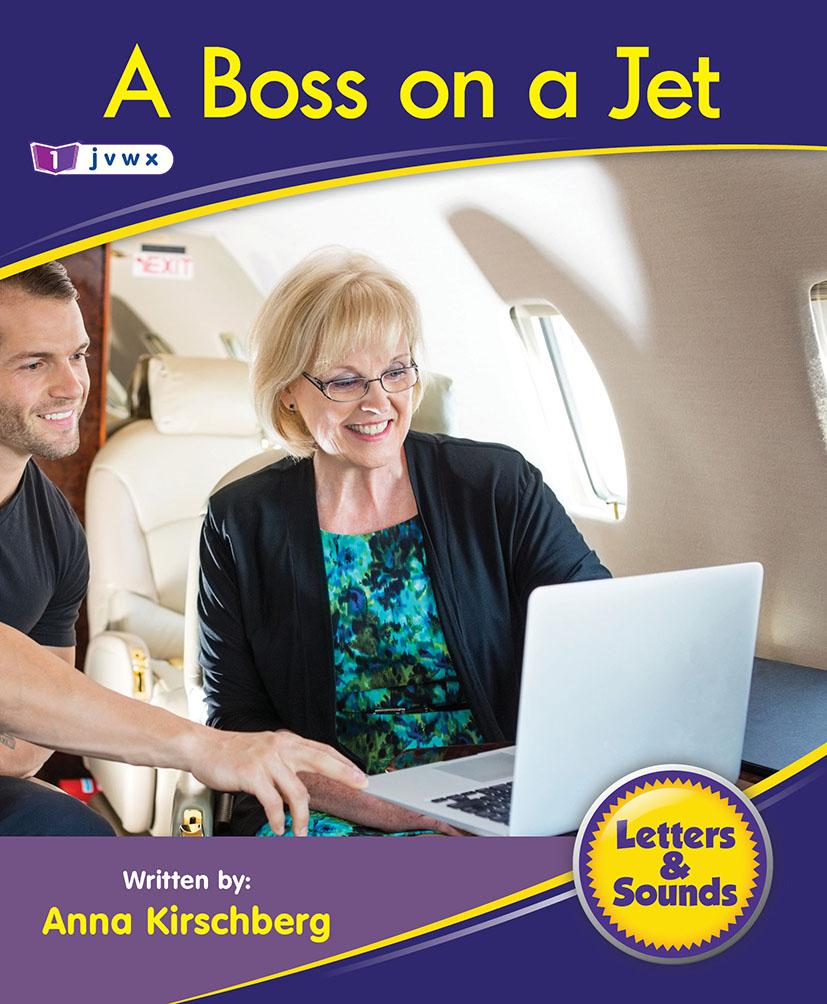 A Boss on a Jet
1 j v w x
EXIT
Written by:
Anna Kirschberg
Letters
&
Sounds